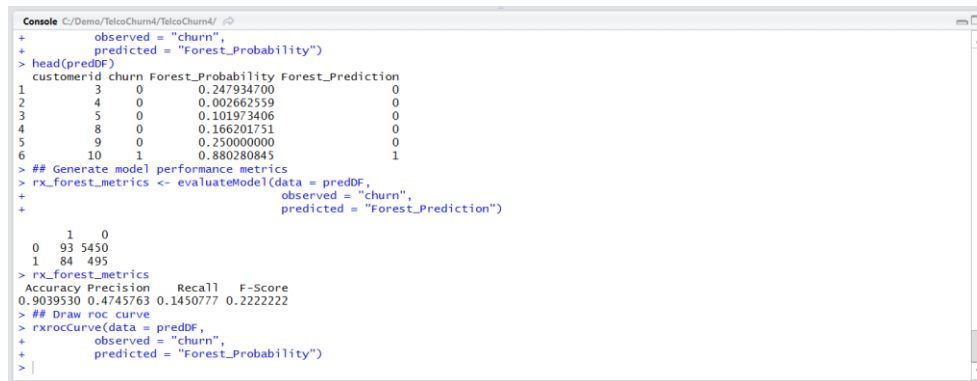 Console C:/Demo/TelcoChurn4/TelcoChurn4/
+ observed = "churn",
+ predicted = "Forest_Probability")
> head(predDF)
customerid churn Forest_Probability Forest_Prediction
1 3 0 0.247934700 0
2 4 0 0.002662559 0
3 5 0 0.101973406 0
4 8 0 0.166201751 0
5 9 0 0.250000000 0
6 10 1 0.880280845 1
> ## Generate model performance metrics
> rx_forest_metrics <- evaluateModel(data = predDF,
+ observed = "churn",
+ predicted = "Forest_Prediction")
1 0
0 93 5450
1 84 495
> rx_forest_metrics
Accuracy Precision Recall F-Score
0.9039530 0.4745763 0.1450777 0.2222222
> ## Draw roc curve
> rxrocCurve(data = predDF,
+ observed = "churn",
+ predicted = "Forest_Probability")
>